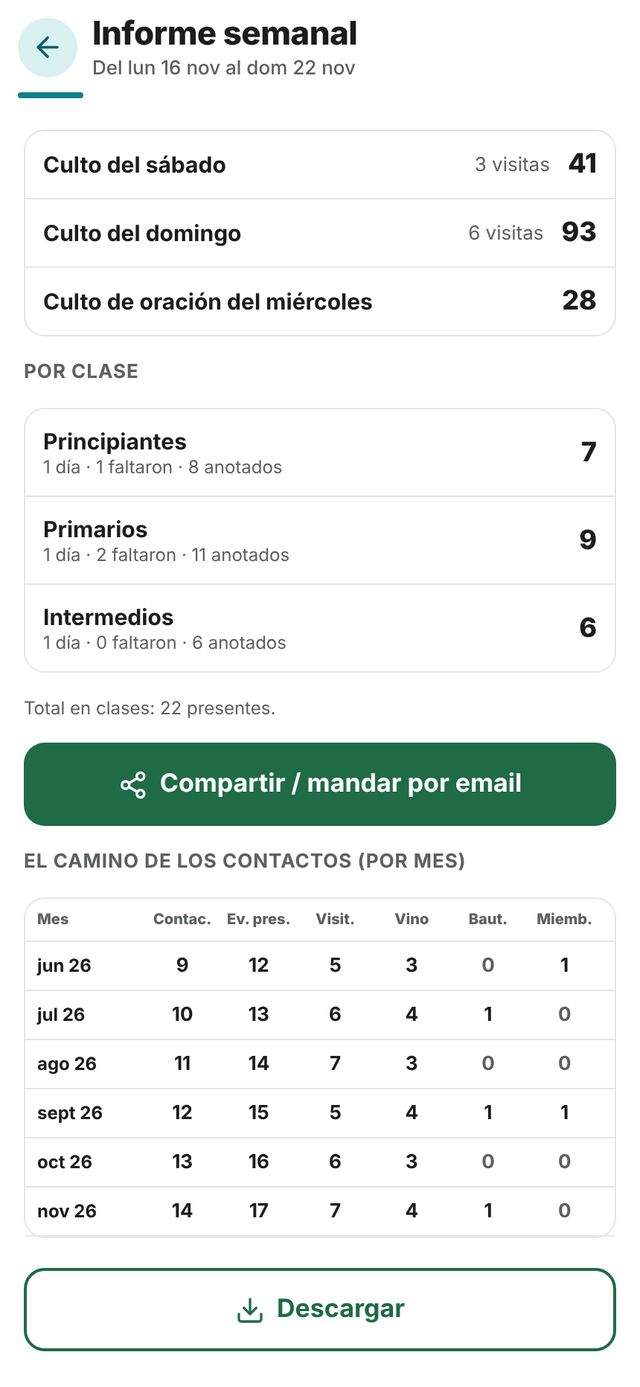 Informe semanal
Del lun 16 nov al dom 22 nov
Culto del sábado 3 visitas 41
Culto del domingo 6 visitas 93
Culto de oración del miércoles 28
POR CLASE
Principiantes 7
1 día · 1 faltaron · 8 anotados
Primarios 9
1 día · 2 faltaron · 11 anotados
Intermedios 6
1 día · 0 faltaron · 6 anotados
Total en clases: 22 presentes.
Compartir / mandar por email
EL CAMINO DE LOS CONTACTOS (POR MES)
Mes Contac. Ev. pres. Visit. Vino Baut. Miemb.
jun 26 9 12 5 3 0 1
jul 26 10 13 6 4 1 0
ago 26 11 14 7 3 0 0
sept 26 12 15 5 4 1 1
oct 26 13 16 6 3 0 0
nov 26 14 17 7 4 1 0
Descargar